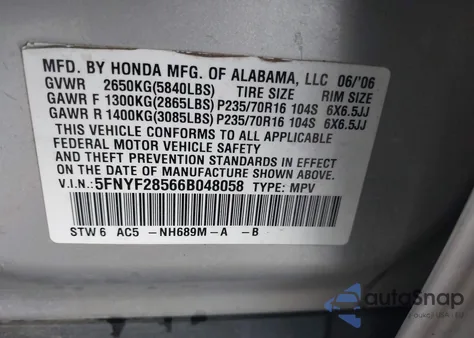 MFD. BY HONDA MFG. OF ALABAMA, LLC 06/'06
GVWR 2650KG(5840LBS) TIRE SIZE RIM SIZE
GAWR F 1300KG(2865LBS) P235/70R16 104S 6X6.5JJ
GAWR R 1400KG(3085LBS) P235/70R16 104S 6X6.5JJ
THIS VEHICLE CONFORMS TO ALL APPLICABLE
FEDERAL MOTOR VEHICLE SAFETY
AND THEFT PREVENTION STANDARDS IN EFFECT
ON THE DATE OF MANUFACTURE SHOWN ABOVE.
V.I.N.: 5FNYF28566B048058 TYPE: MPV
STW 6 AC5 -NH689M -A -B
autoSnap